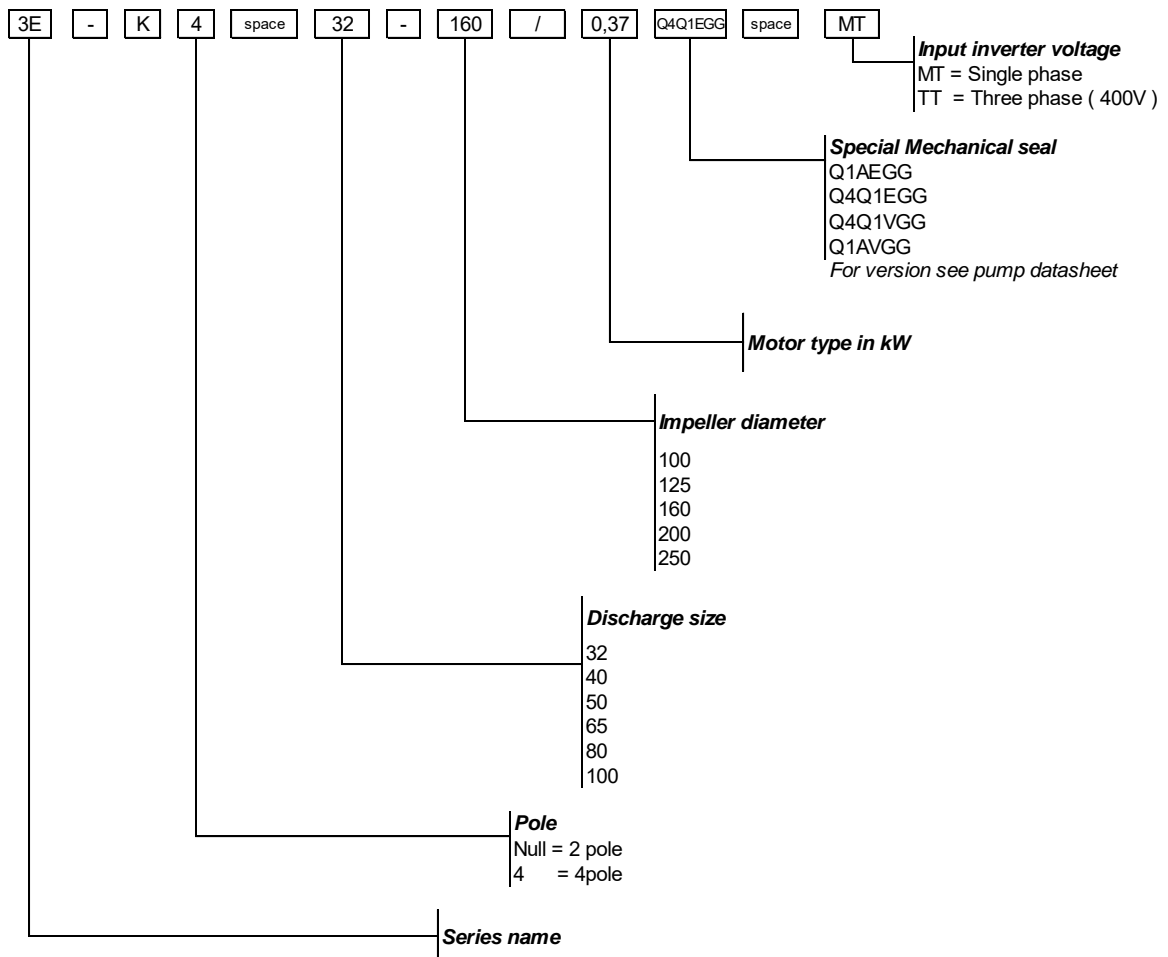 3E - K 4 space 32 - 160 / 0,37 Q4Q1EGG space MT
Input inverter voltage
MT = Single phase
TT = Three phase ( 400V )
Special Mechanical seal
Q1AEGG
Q4Q1EGG
Q4Q1VGG
Q1AVGG
For version see pump datasheet
Motor type in kW
Impeller diameter
100
125
160
200
250
Discharge size
32
40
50
65
80
100
Pole
Null = 2 pole
4 = 4pole
Series name